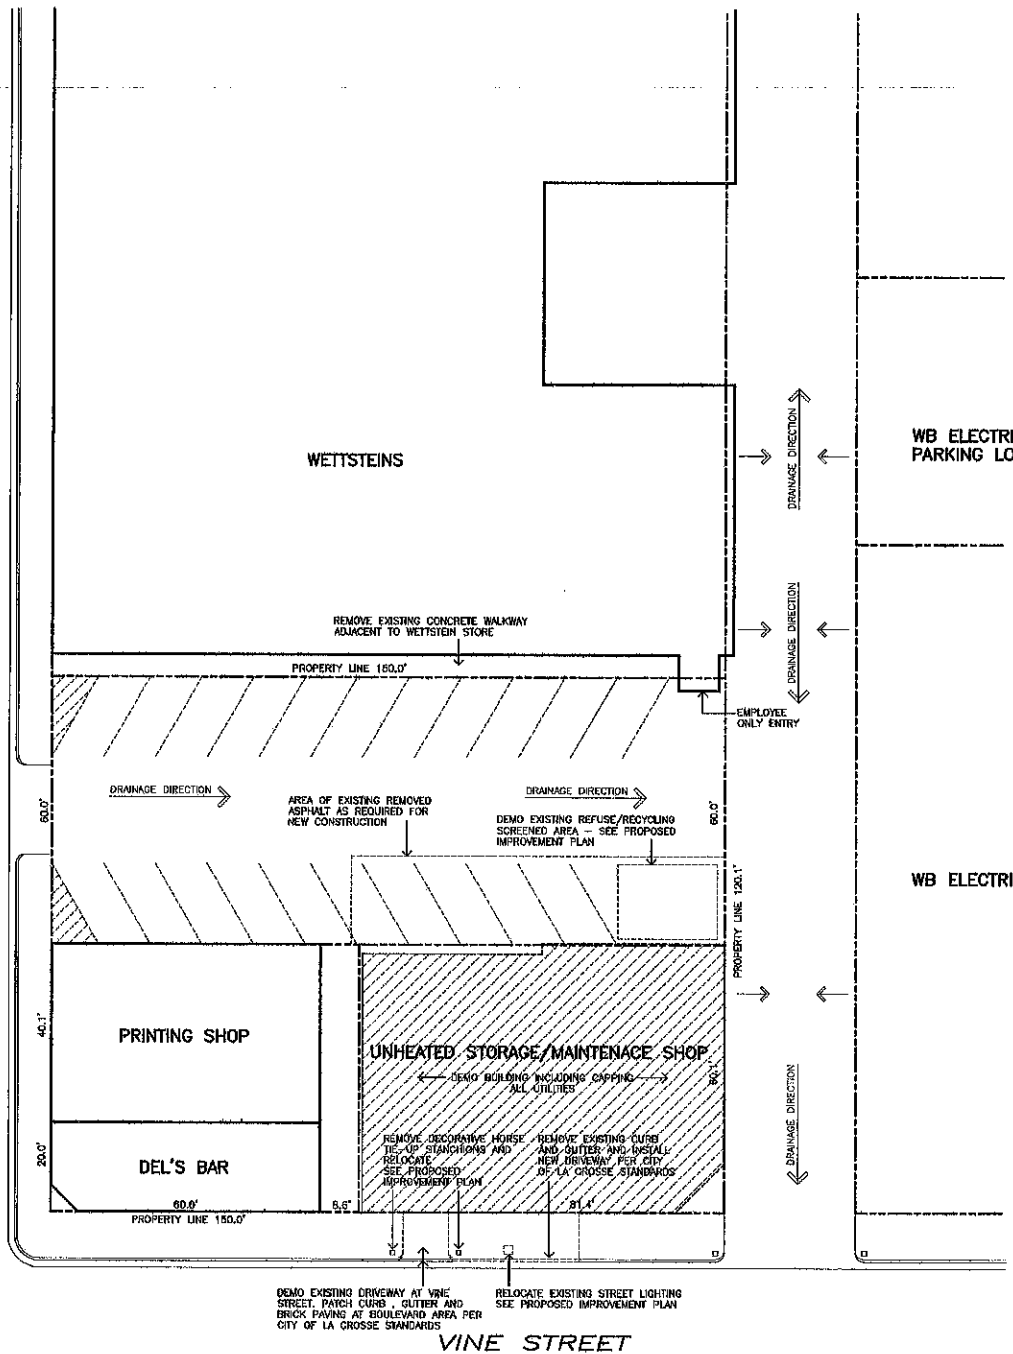 WETTSTEINS
DRAINAGE DIRECTION
WB ELECTRI
PARKING LO
REMOVE EXISTING CONCRETE WALKWAY
ADJACENT TO WETTSTEIN STORE
DRAINAGE DIRECTION
PROPERTY LINE 150.0'
EMPLOYEE
ONLY ENTRY
DRAINAGE DIRECTION
DRAINAGE DIRECTION
AREA OF EXISTING REMOVED
ASPHALT AS REQUIRED FOR
NEW CONSTRUCTION
60.0'
60.0'
DEMO EXISTING REFUSE/RECYCLING
SCREENED AREA – SEE PROPOSED
IMPROVEMENT PLAN
PROPERTY LINE 120.1'
WB ELECTRI
40.1'
PRINTING SHOP
UNHEATED STORAGE/MAINTENACE SHOP
DEMO BUILDING INCLUDING CAPPING
ALL UTILITIES
60.1'
DRAINAGE DIRECTION
20.0'
DEL'S BAR
REMOVE DECORATIVE HORSE
TIE-UP STANCHIONS AND
RELOCATE
SEE PROPOSED
IMPROVEMENT PLAN
REMOVE EXISTING CURB
AND GUTTER AND INSTALL
NEW DRIVEWAY PER CITY
OF LA CROSSE STANDARDS
60.0'
8.6'
81.4'
PROPERTY LINE 150.0'
DEMO EXISTING DRIVEWAY AT VINE
STREET. PATCH CURB , GUTTER AND
BRICK PAVING AT BOULEVARD AREA PER
CITY OF LA CROSSE STANDARDS
RELOCATE EXISTING STREET LIGHTING
SEE PROPOSED IMPROVEMENT PLAN
VINE STREET